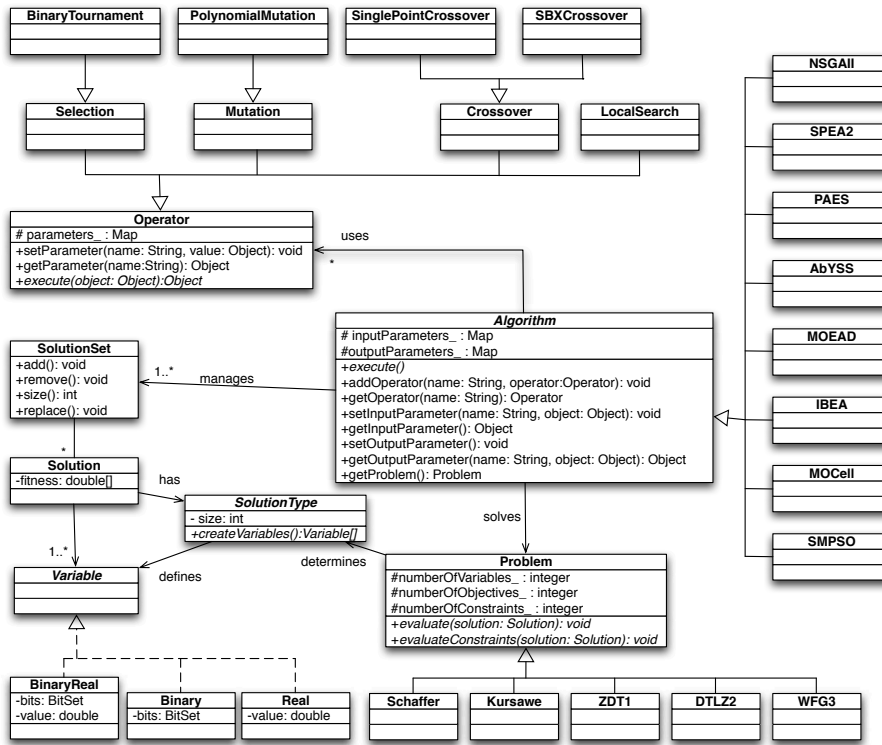 BinaryTournament
PolynomialMutation
SinglePointCrossover
SBXCrossover
NSGAII
Selection
Mutation
Crossover
LocalSearch
SPEA2
PAES
AbYSS
MOEAD
IBEA
MOCell
SMPSO
Operator
# parameters_ : Map
+setParameter(name: String, value: Object): void
+getParameter(name:String): Object
+execute(object: Object):Object
uses
*
Algorithm
# inputParameters_ : Map
#outputParameters_ : Map
+execute()
+addOperator(name: String, operator:Operator): void
+getOperator(name: String): Operator
+setInputParameter(name: String, object: Object): void
+getInputParameter(): Object
+setOutputParameter(): void
+getOutputParameter(name: String, object: Object): Object
+getProblem(): Problem
SolutionSet
+add(): void
+remove(): void
+size(): int
+replace(): void
1..*
manages
*
Solution
-fitness: double[]
has
SolutionType
- size: int
+createVariables():Variable[]
solves
1..*
defines
determines
Variable
Problem
#numberOfVariables_ : integer
#numberOfObjectives_ : integer
#numberOfConstraints_ : integer
+evaluate(solution: Solution): void
+evaluateConstraints(solution: Solution): void
BinaryReal
-bits: BitSet
-value: double
Binary
-bits: BitSet
Real
-value: double
Schaffer
Kursawe
ZDT1
DTLZ2
WFG3